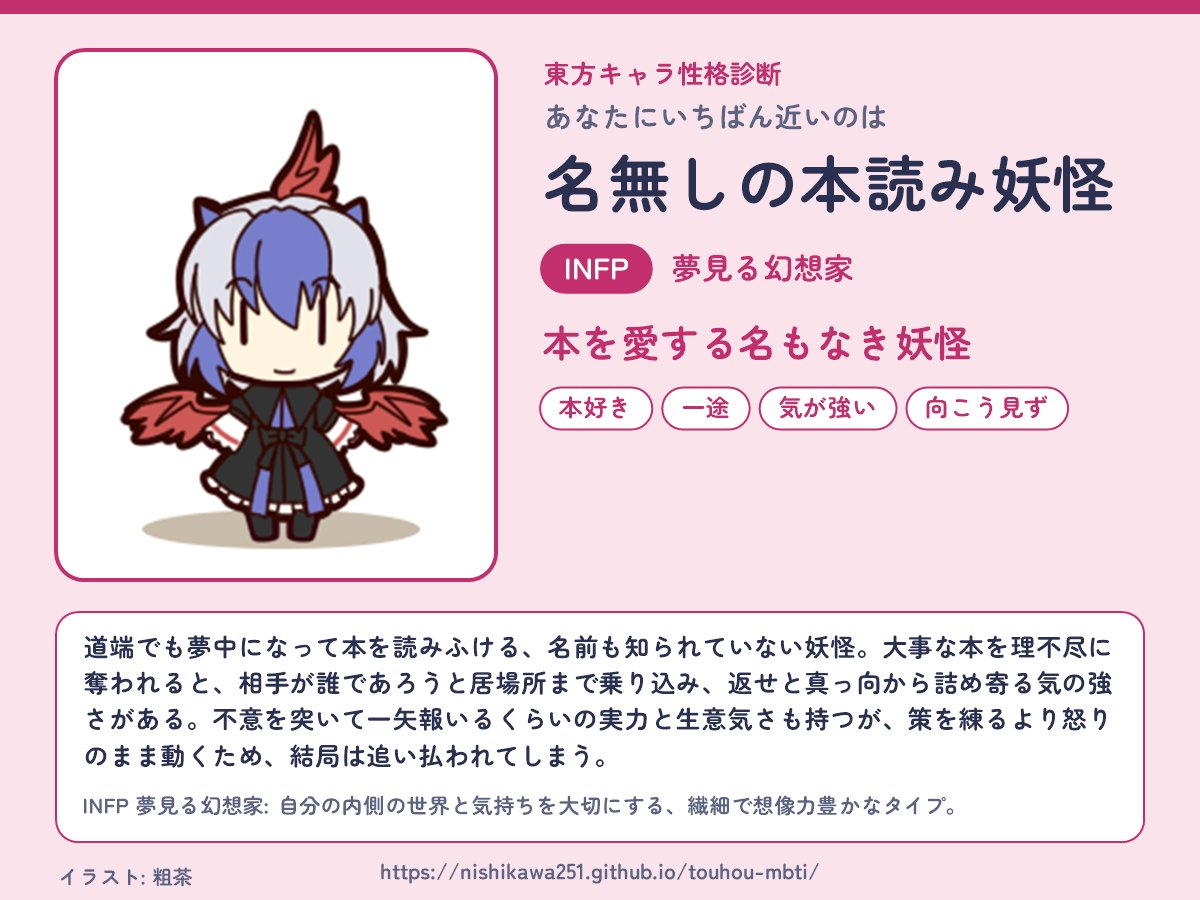 東方キャラ性格診断
あなたにいちばん近いのは
名無しの本読み妖怪
INFP 夢見る幻想家
本を愛する名もなき妖怪
本好き 一途 気が強い 向こう見ず
道端でも夢中になって本を読みふける、名前も知られていない妖怪。大事な本を理不尽に
奪われると、相手が誰であろうと居場所まで乗り込み、返せと真っ向から詰め寄る気の強
さがある。不意を突いて一矢報いるくらいの実力と生意気さも持つが、策を練るより怒り
のまま動くため、結局は追い払われてしまう。
INFP 夢見る幻想家: 自分の内側の世界と気持ちを大切にする、繊細で想像力豊かなタイプ。
イラスト: 粗茶
https://nishikawa251.github.io/touhou-mbti/